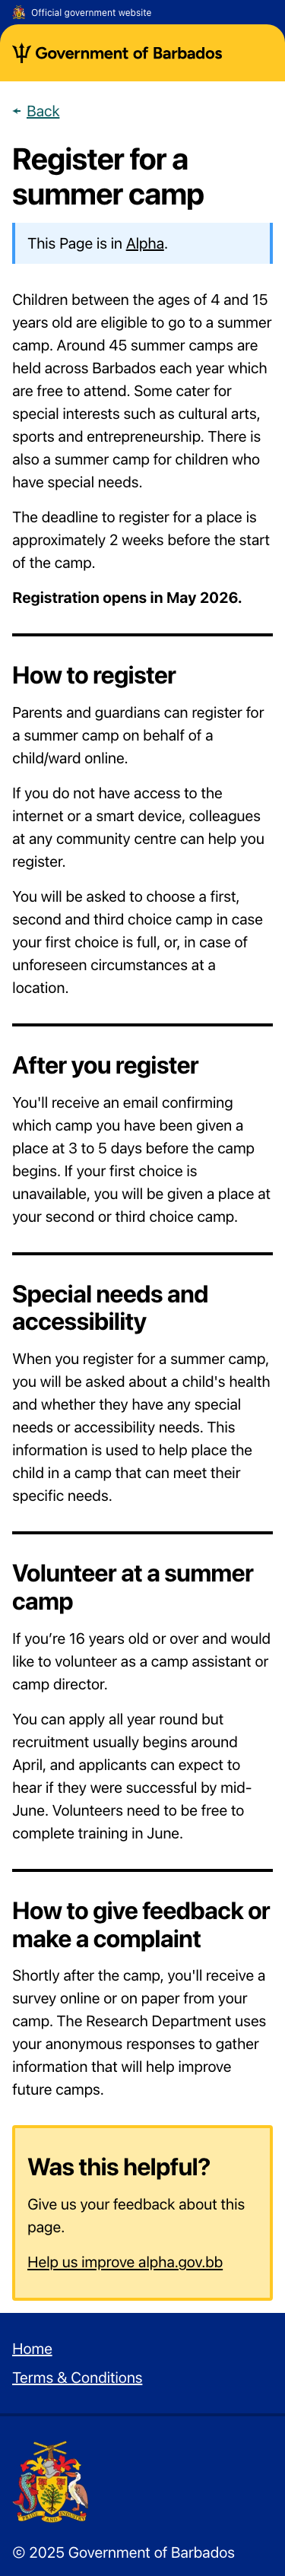 Official government website
Government of Barbados
Back
Register for a
summer camp
This Page is in Alpha.
Children between the ages of 4 and 15
years old are eligible to go to a summer
camp. Around 45 summer camps are
held across Barbados each year which
are free to attend. Some cater for
special interests such as cultural arts,
sports and entrepreneurship. There is
also a summer camp for children who
have special needs.
The deadline to register for a place is
approximately 2 weeks before the start
of the camp.
Registration opens in May 2026.
How to register
Parents and guardians can register for
a summer camp on behalf of a
child/ward online.
If you do not have access to the
internet or a smart device, colleagues
at any community centre can help you
register.
You will be asked to choose a first,
second and third choice camp in case
your first choice is full, or, in case of
unforeseen circumstances at a
location.
After you register
You'll receive an email confirming
which camp you have been given a
place at 3 to 5 days before the camp
begins. If your first choice is
unavailable, you will be given a place at
your second or third choice camp.
Special needs and
accessibility
When you register for a summer camp,
you will be asked about a child's health
and whether they have any special
needs or accessibility needs. This
information is used to help place the
child in a camp that can meet their
specific needs.
Volunteer at a summer
camp
If you’re 16 years old or over and would
like to volunteer as a camp assistant or
camp director.
You can apply all year round but
recruitment usually begins around
April, and applicants can expect to
hear if they were successful by mid-
June. Volunteers need to be free to
complete training in June.
How to give feedback or
make a complaint
Shortly after the camp, you'll receive a
survey online or on paper from your
camp. The Research Department uses
your anonymous responses to gather
information that will help improve
future camps.
Was this helpful?
Give us your feedback about this
page.
Help us improve alpha.gov.bb
Home
Terms & Conditions
PRIDE AND INDUSTRY
© 2025 Government of Barbados